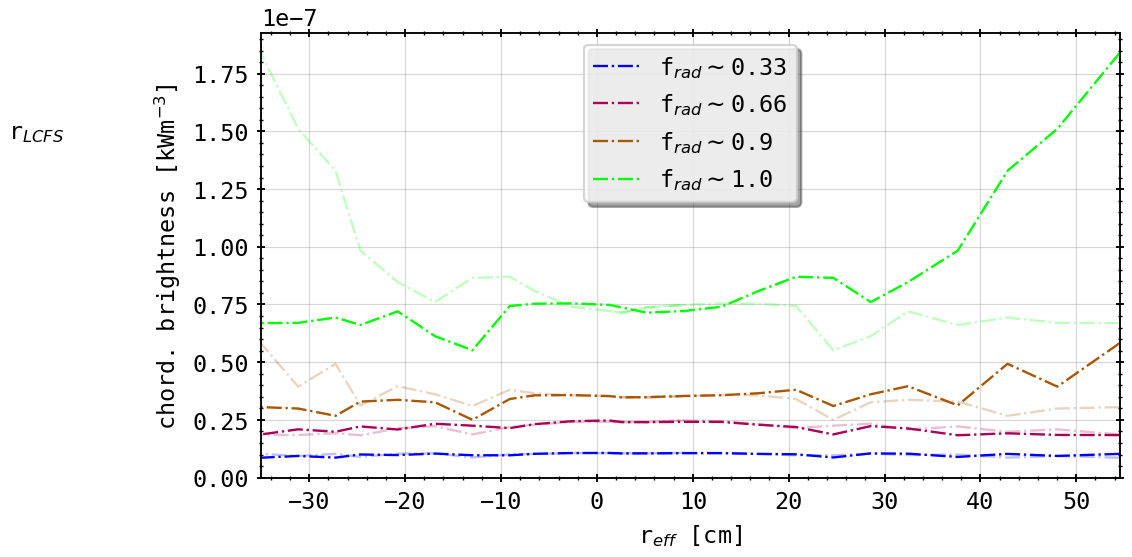 1e−7
f_rad ∼ 0.33
f_rad ∼ 0.66
f_rad ∼ 0.9
f_rad ∼ 1.0
r_LCFS
chord. brightness [kWm⁻³]
1.75
1.50
1.25
1.00
0.75
0.50
0.25
0.00
−30 −20 −10 0 10 20 30 40 50
r_eff [cm]